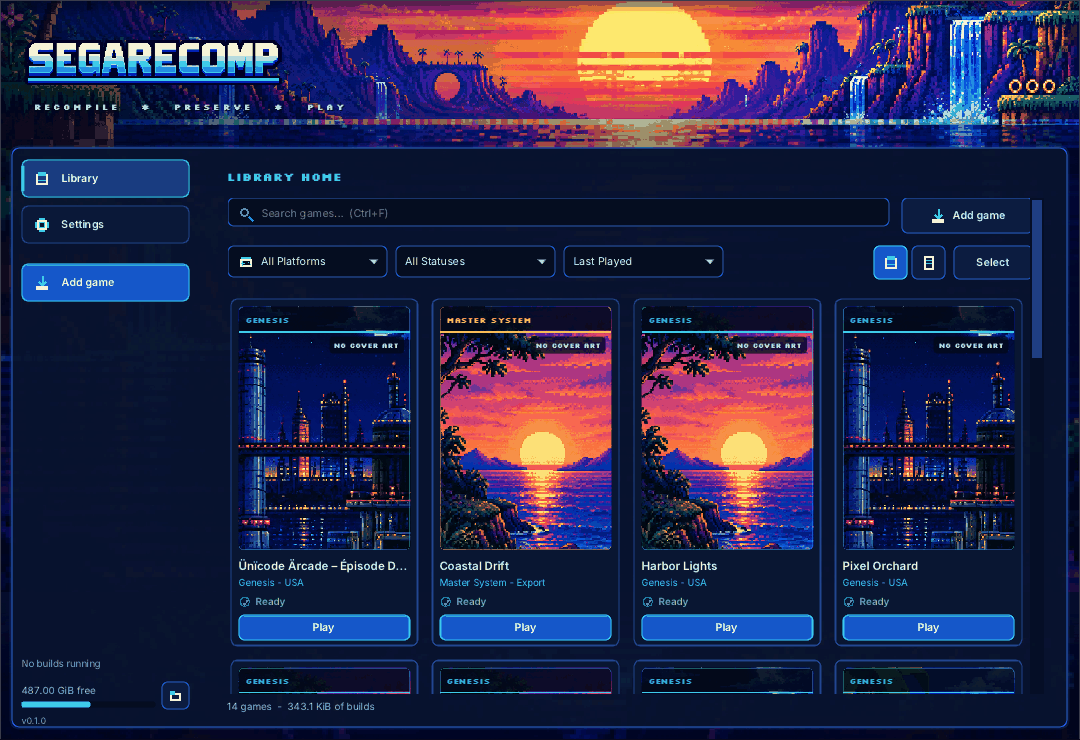 SEGARECOMP
RECOMPILE * PRESERVE * PLAY
Library
Settings
Add game
LIBRARY HOME
Search games... (Ctrl+F)
Add game
All Platforms
All Statuses
Last Played
Select
GENESIS
NO COVER ART
Ünïcode Ärcade – Épisode D...
Genesis - USA
Ready
Play
MASTER SYSTEM
NO COVER ART
Coastal Drift
Master System - Export
Ready
Play
GENESIS
NO COVER ART
Harbor Lights
Genesis - USA
Ready
Play
GENESIS
NO COVER ART
Pixel Orchard
Genesis - USA
Ready
Play
GENESIS
GENESIS
GENESIS
GENESIS
No builds running
487.00 GiB free
v0.1.0
14 games - 343.1 KiB of builds